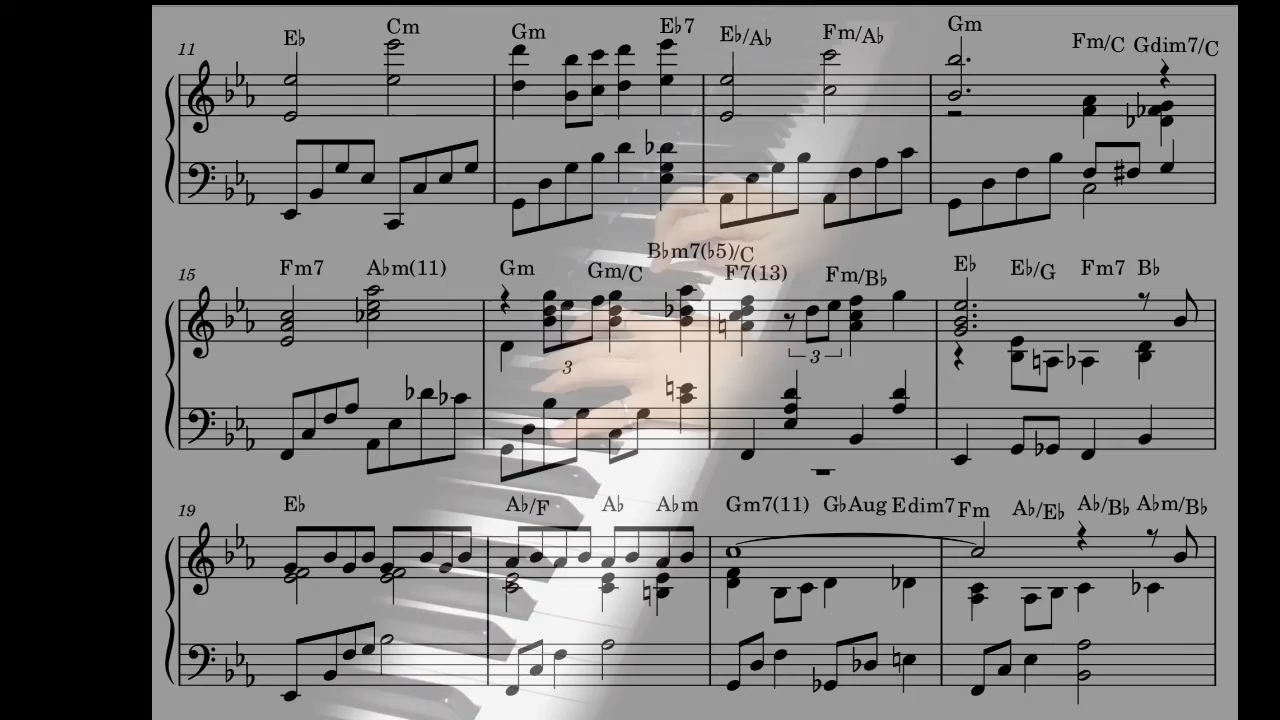 11 E♭ Cm Gm E♭7 E♭/A♭ Fm/A♭ Gm Fm/C Gdim7/C
15 Fm7 A♭m(11) Gm Gm/C B♭m7(♭5)/C F7(13) Fm/B♭ E♭ E♭/G Fm7 B♭
3 3
19 E♭ A♭/F A♭ A♭m Gm7(11) G♭Aug Edim7 Fm A♭/E♭ A♭/B♭ A♭m/B♭